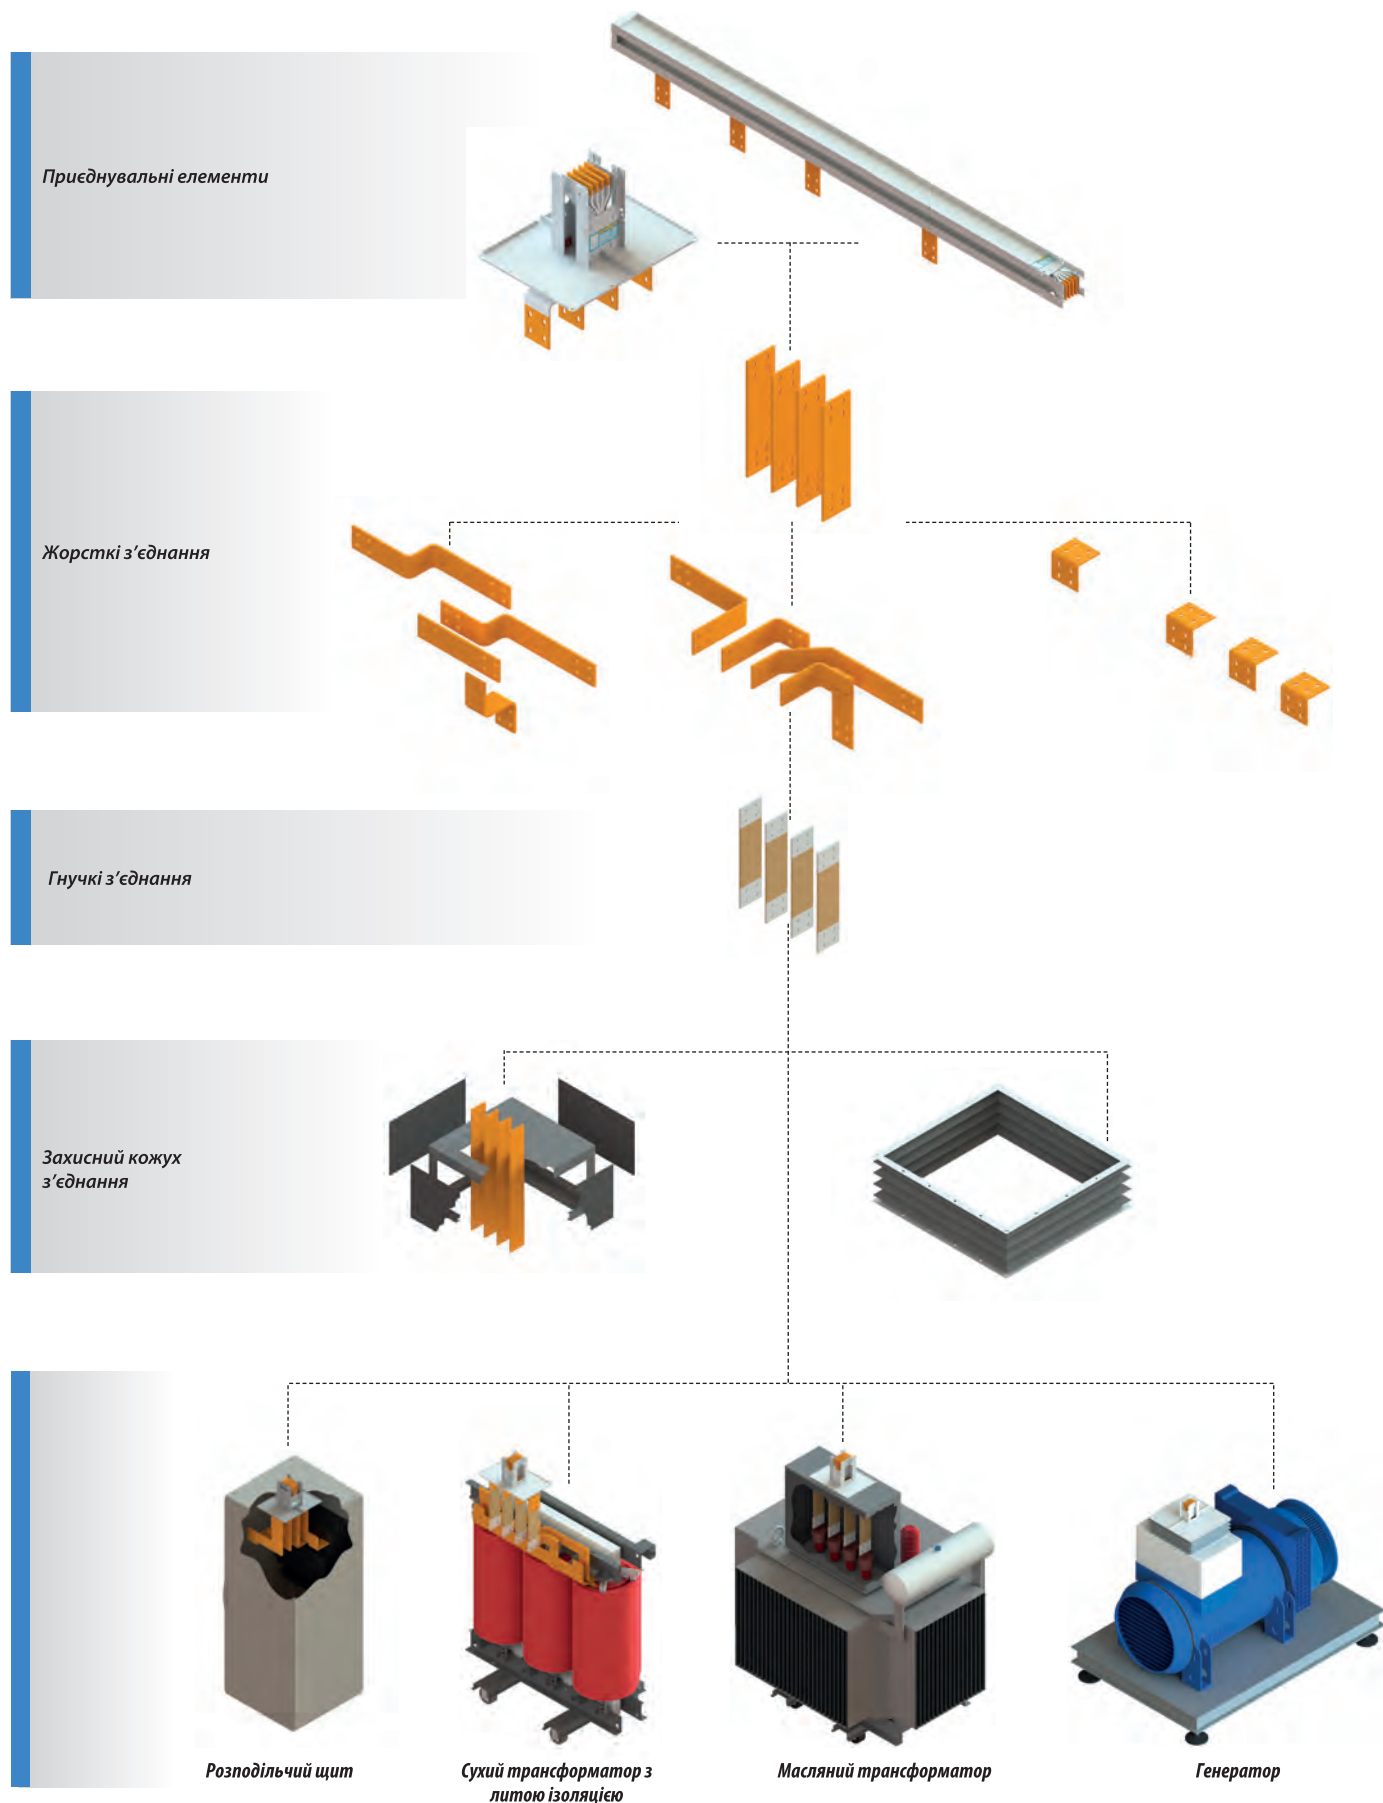 Приєднувальні елементи
Жорсткі з’єднання
Гнучкі з’єднання
Захисний кожух
з’єднання
Розподільчий щит
Сухий трансформатор з
литою ізоляцією
Масляний трансформатор
Генератор